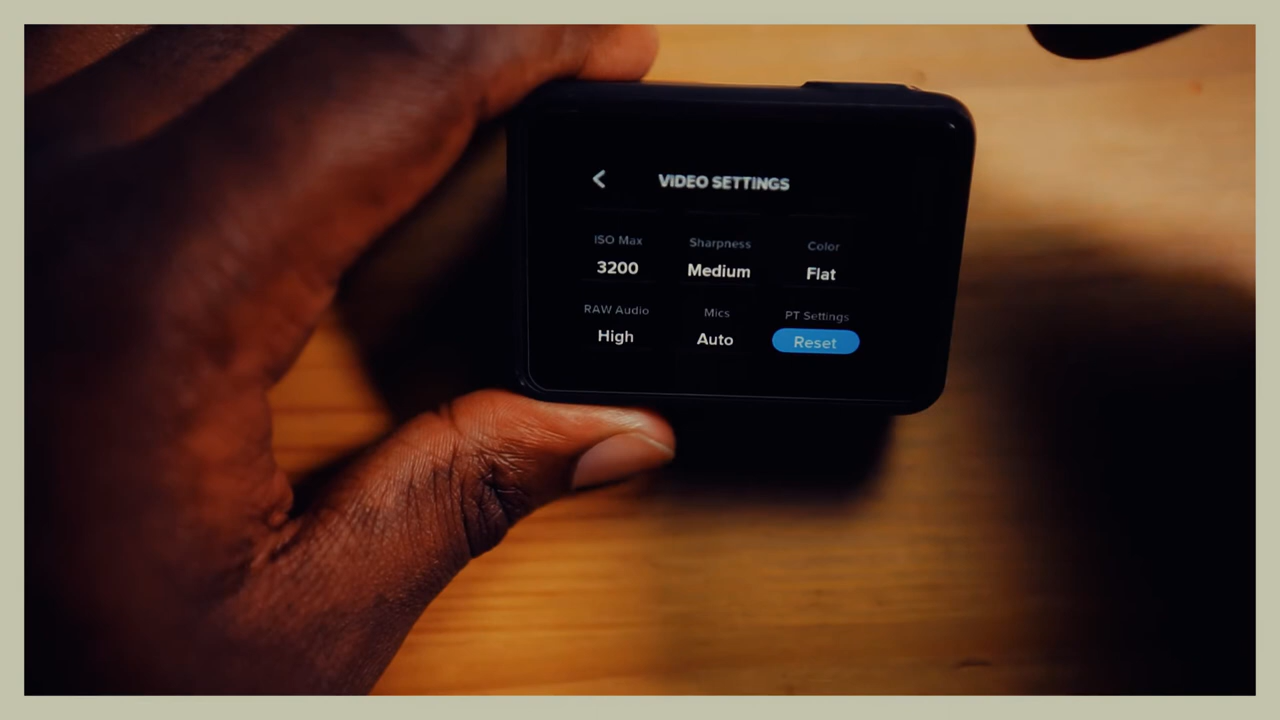 VIDEO SETTINGS
ISO Max Sharpness Color
3200 Medium Flat
RAW Audio Mics PT Settings
High Auto Reset